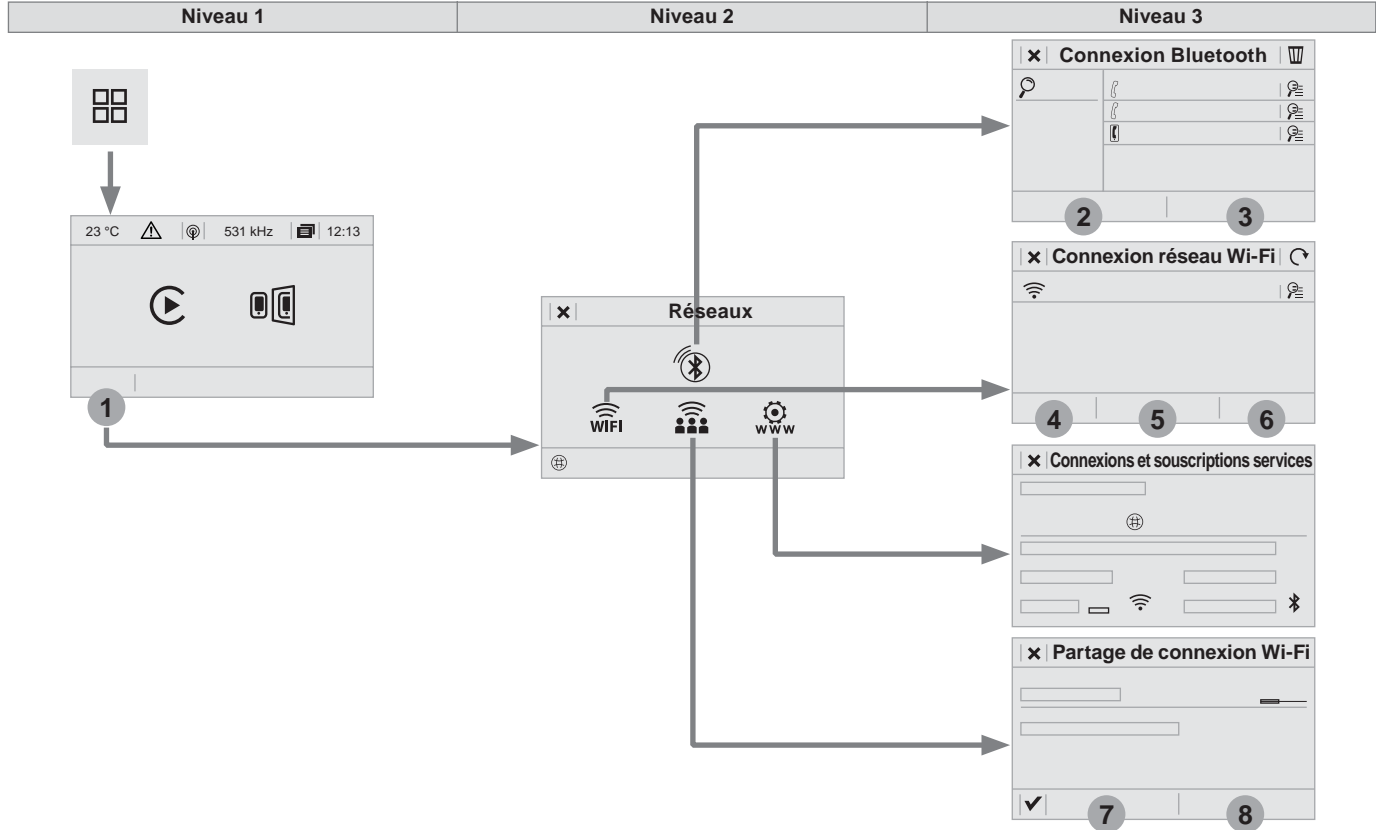 Niveau 1
Niveau 2
Niveau 3
Connexion Bluetooth
2
3
23 °C
531 kHz
12:13
1
Réseaux
WIFI
www
Connexion réseau Wi-Fi
4
5
6
Connexions et souscriptions services
Partage de connexion Wi-Fi
7
8